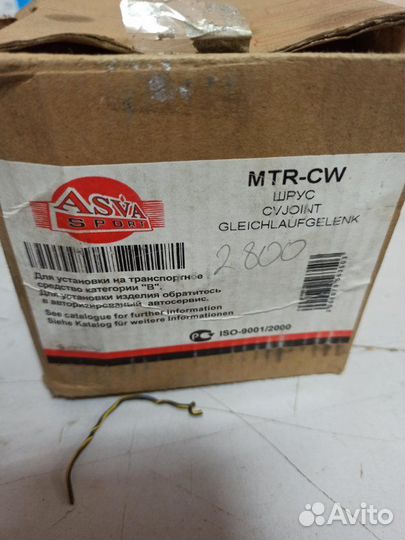 ASVA
SPORT
MTR-CW
ШРУС
CVJOINT
GLEICHLAUFGELENK
2800
Для установки на транспортное
средство категории "В".
Для установки изделия обратитесь
в авторизированый автосервис.
See catalogue for further information
Siehe Katalog für weitere informationen
ISO-9001/2000
Avito